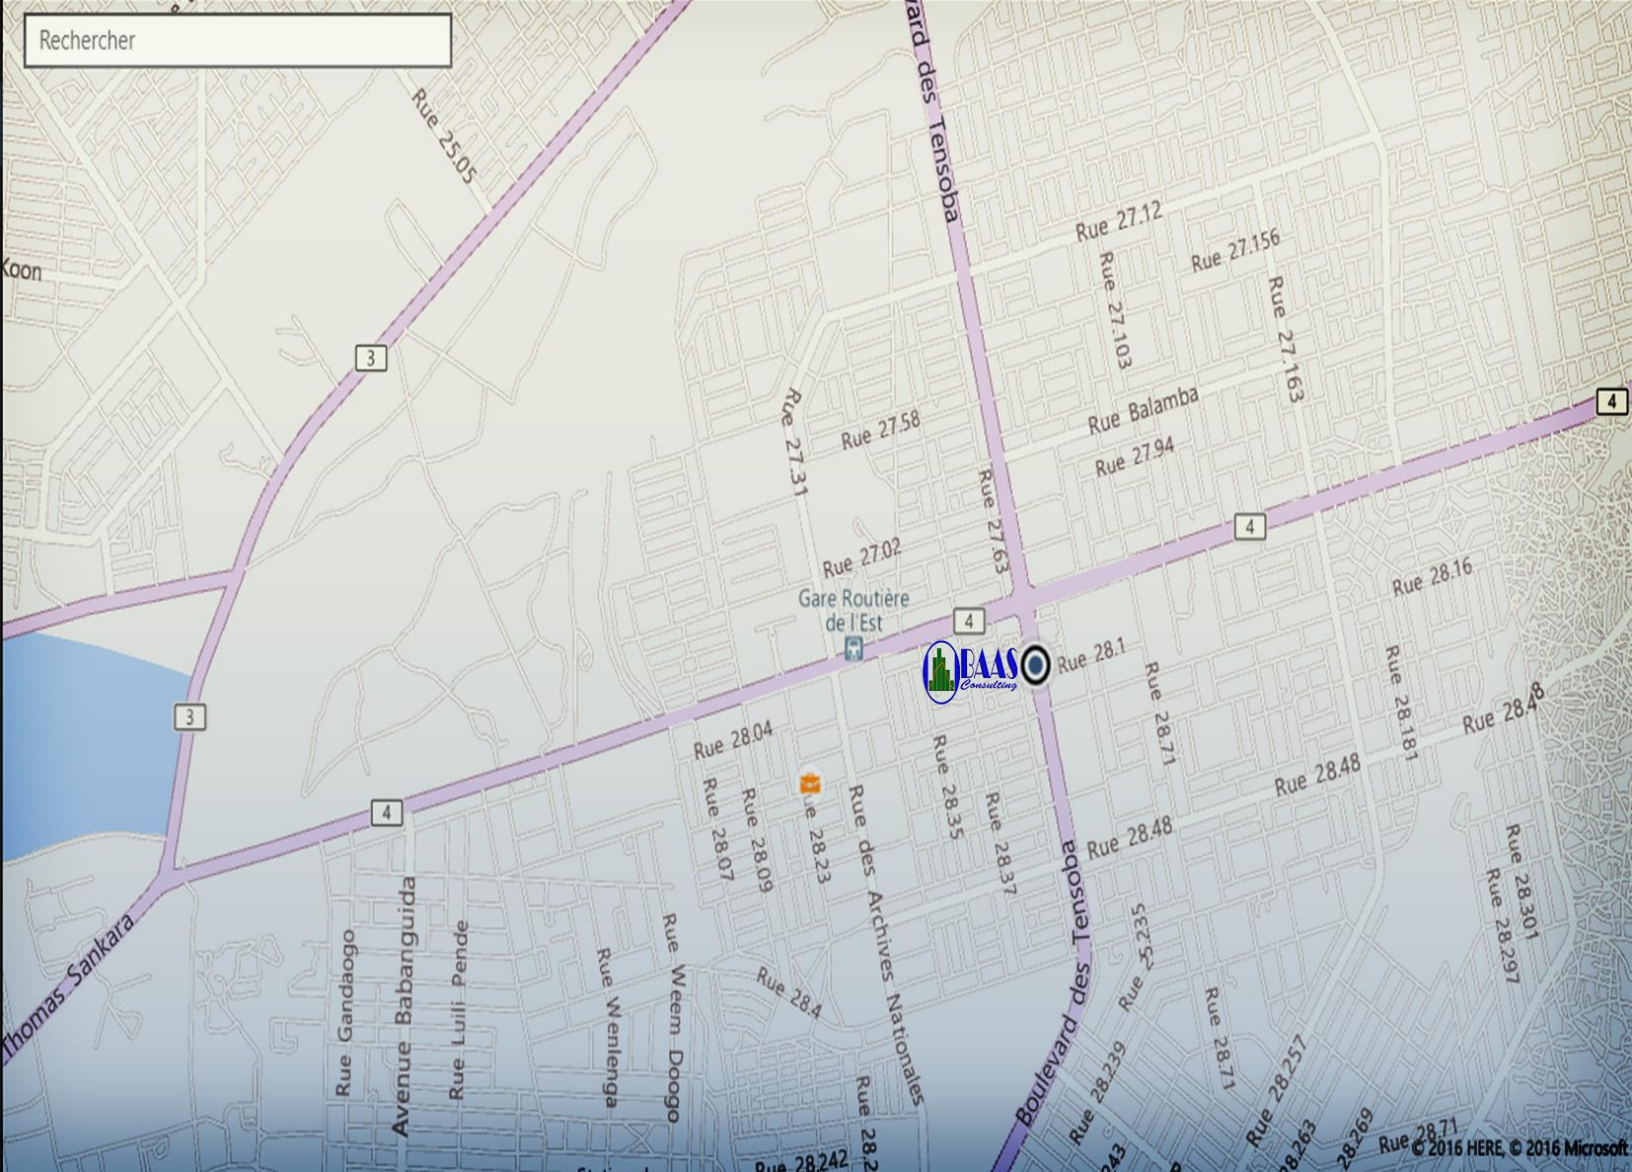 Rechercher
Rue 25.05
Koon
3
vard des Tensoba
Rue 27.12
Rue 27.156
Rue 27.103
Rue 27.163
Rue 27.31
Rue 27.58
Rue Balamba
Rue 27.94
4
Rue 27.63
4
Rue 27.02
Gare Routière
de l'Est
4
Rue 28.16
BAAS
Consulting
Rue 28.1
Rue 28.71
Rue 28.181
Rue 28.48
3
Rue 28.04
Rue 28.48
Rue 28.07
Rue 28.09
ue 28.23
Rue des Archives Nationales
Rue 28.35
Rue 28.37
Rue 28.48
4
Boulevard des Tensoba
Rue 28.301
Rue 28.297
Thomas Sankara
Rue Gandaogo
Avenue Babanguida
Rue Luili Pende
Rue Wenlenga
Rue Weem Doogo
Rue 28.4
Rue 28.71
Rue 28.239
Rue 28.257
28.263
28.269
Rue 28.71
243
Rue 28.242
Rue 28.2
© 2016 HERE, © 2016 Microsoft